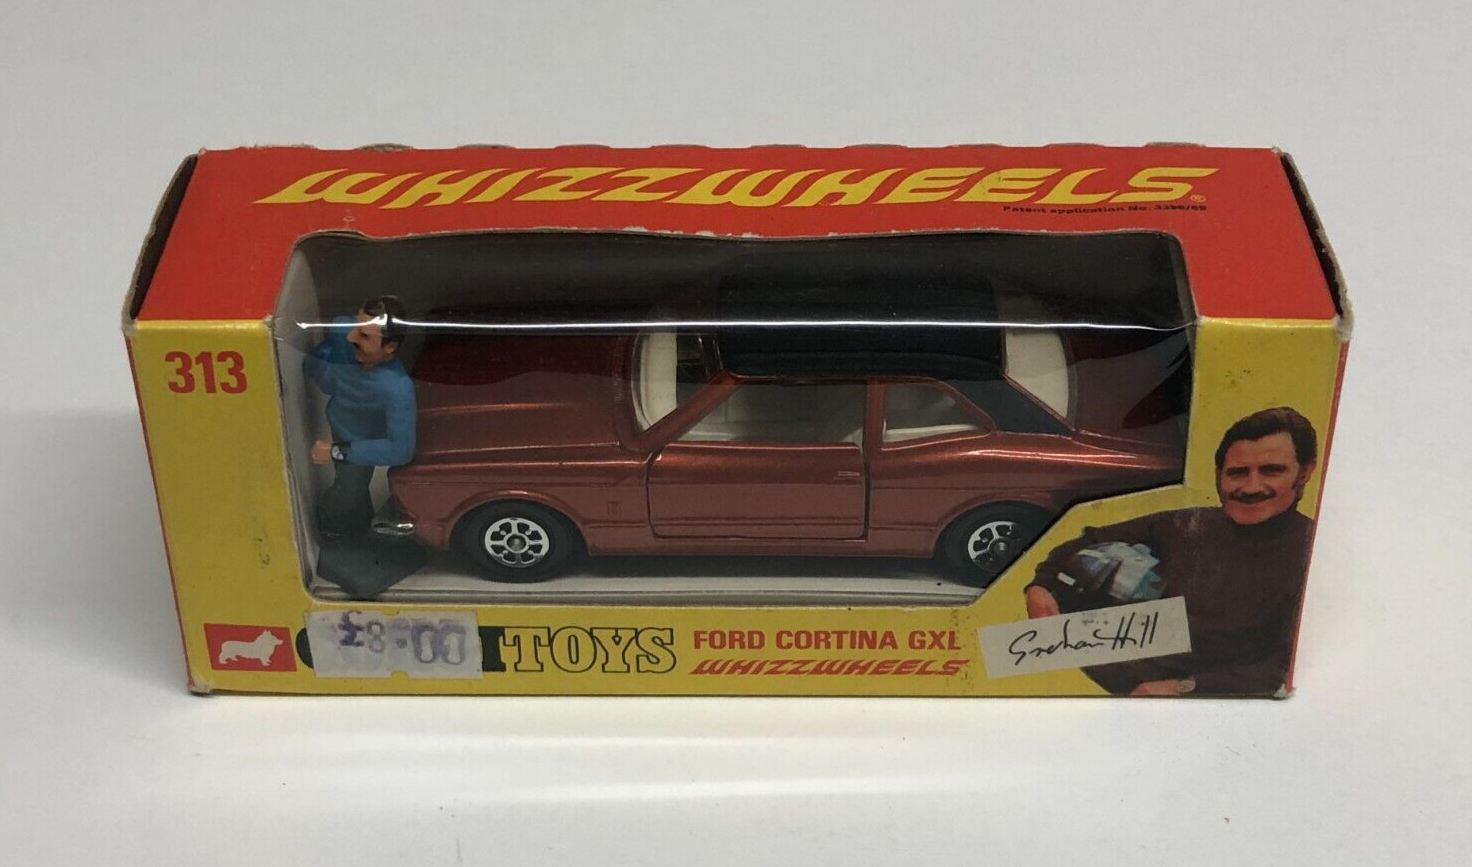 WHIZZWHEELS ®
Patent application No. 3396/69
313
£8.00
TOYS
FORD CORTINA GXL
WHIZZWHEELS
Graham Hill